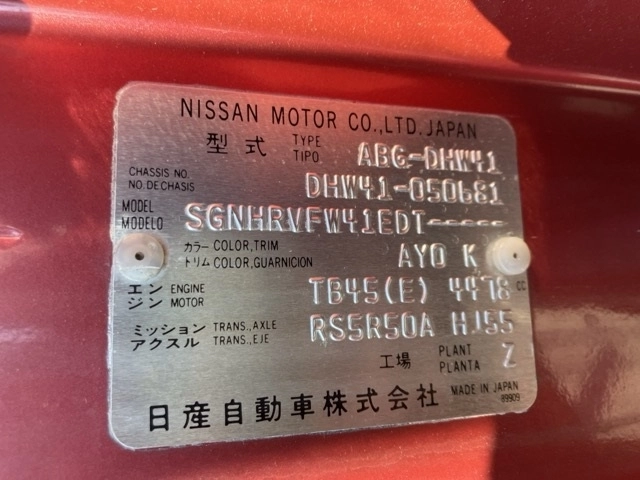 NISSAN MOTOR CO.,LTD. JAPAN
型式 TYPE TIPO ABG-DHW41
CHASSIS NO. NO. DE CHASIS DHW41-050681
MODEL MODELO SGNHRVFW41EDT-----
カラー COLOR,TRIM トリム COLOR,GUARNICION AY0 K
エンジン ENGINE MOTOR TB45(E) 4478 CC
ミッション TRANS.,AXLE アクスル TRANS.,EJE RS5R50A HJ55
工場 PLANT PLANTA Z
日産自動車株式会社 MADE IN JAPAN 89909